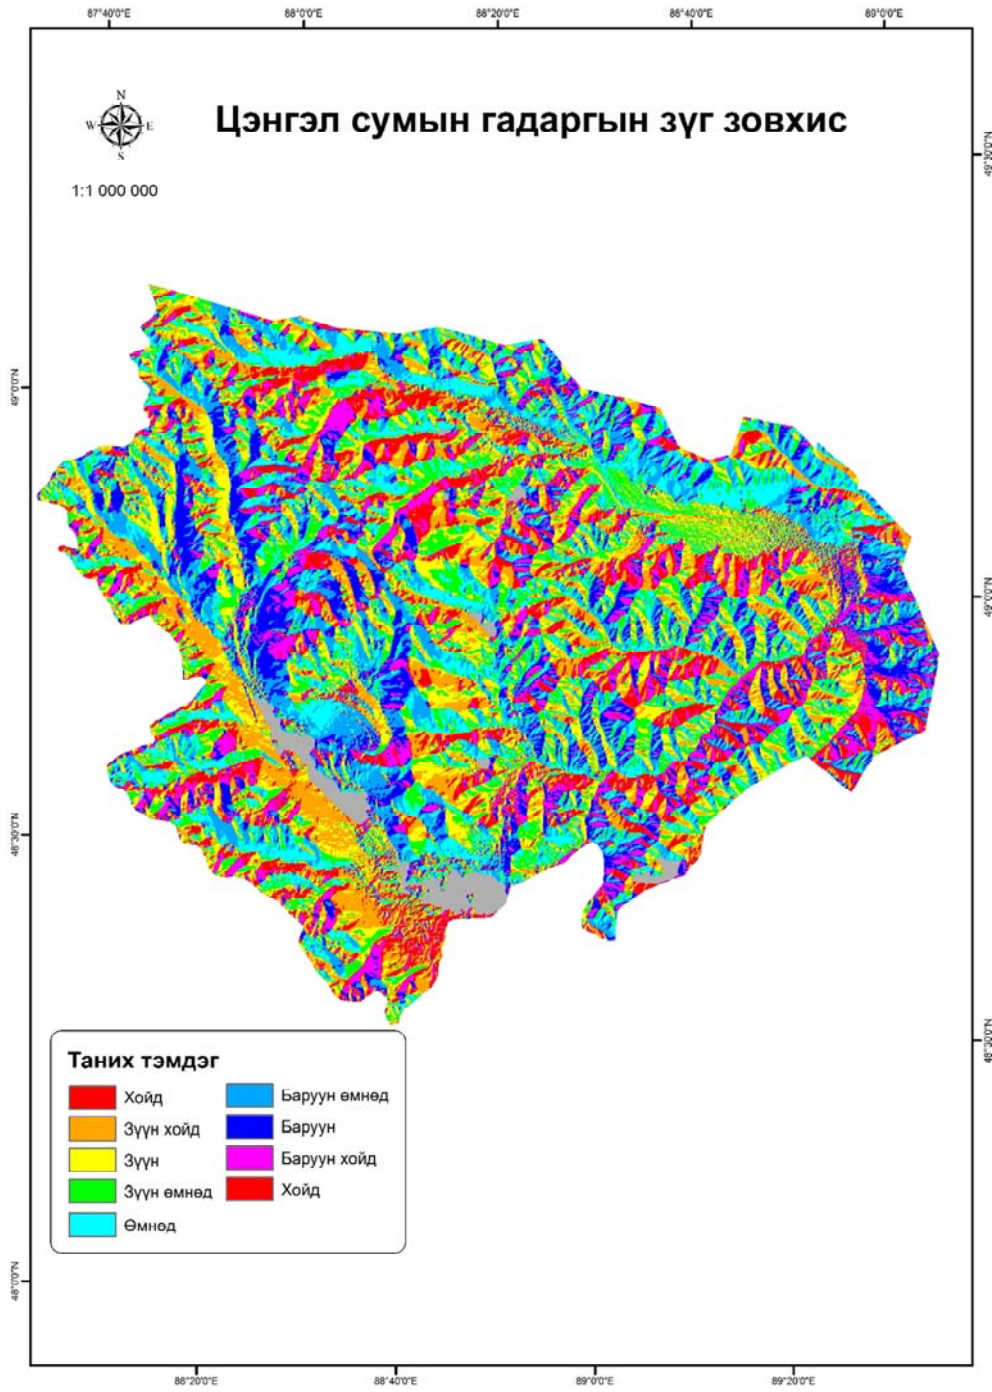 87°40'0"E 88°0'0"E 88°20'0"E 88°40'0"E 89°0'0"E
N
W E
S
Цэнгэл сумын гадаргын зүг зовхис
1:1 000 000
49°30'0"N
49°0'0"N
49°0'0"N
48°30'0"N
48°30'0"N
48°0'0"N
Таних тэмдэг
Хойд
Зүүн хойд
Зүүн
Зүүн өмнөд
Өмнөд
Баруун өмнөд
Баруун
Баруун хойд
Хойд
88°20'0"E 88°40'0"E 89°0'0"E 89°20'0"E